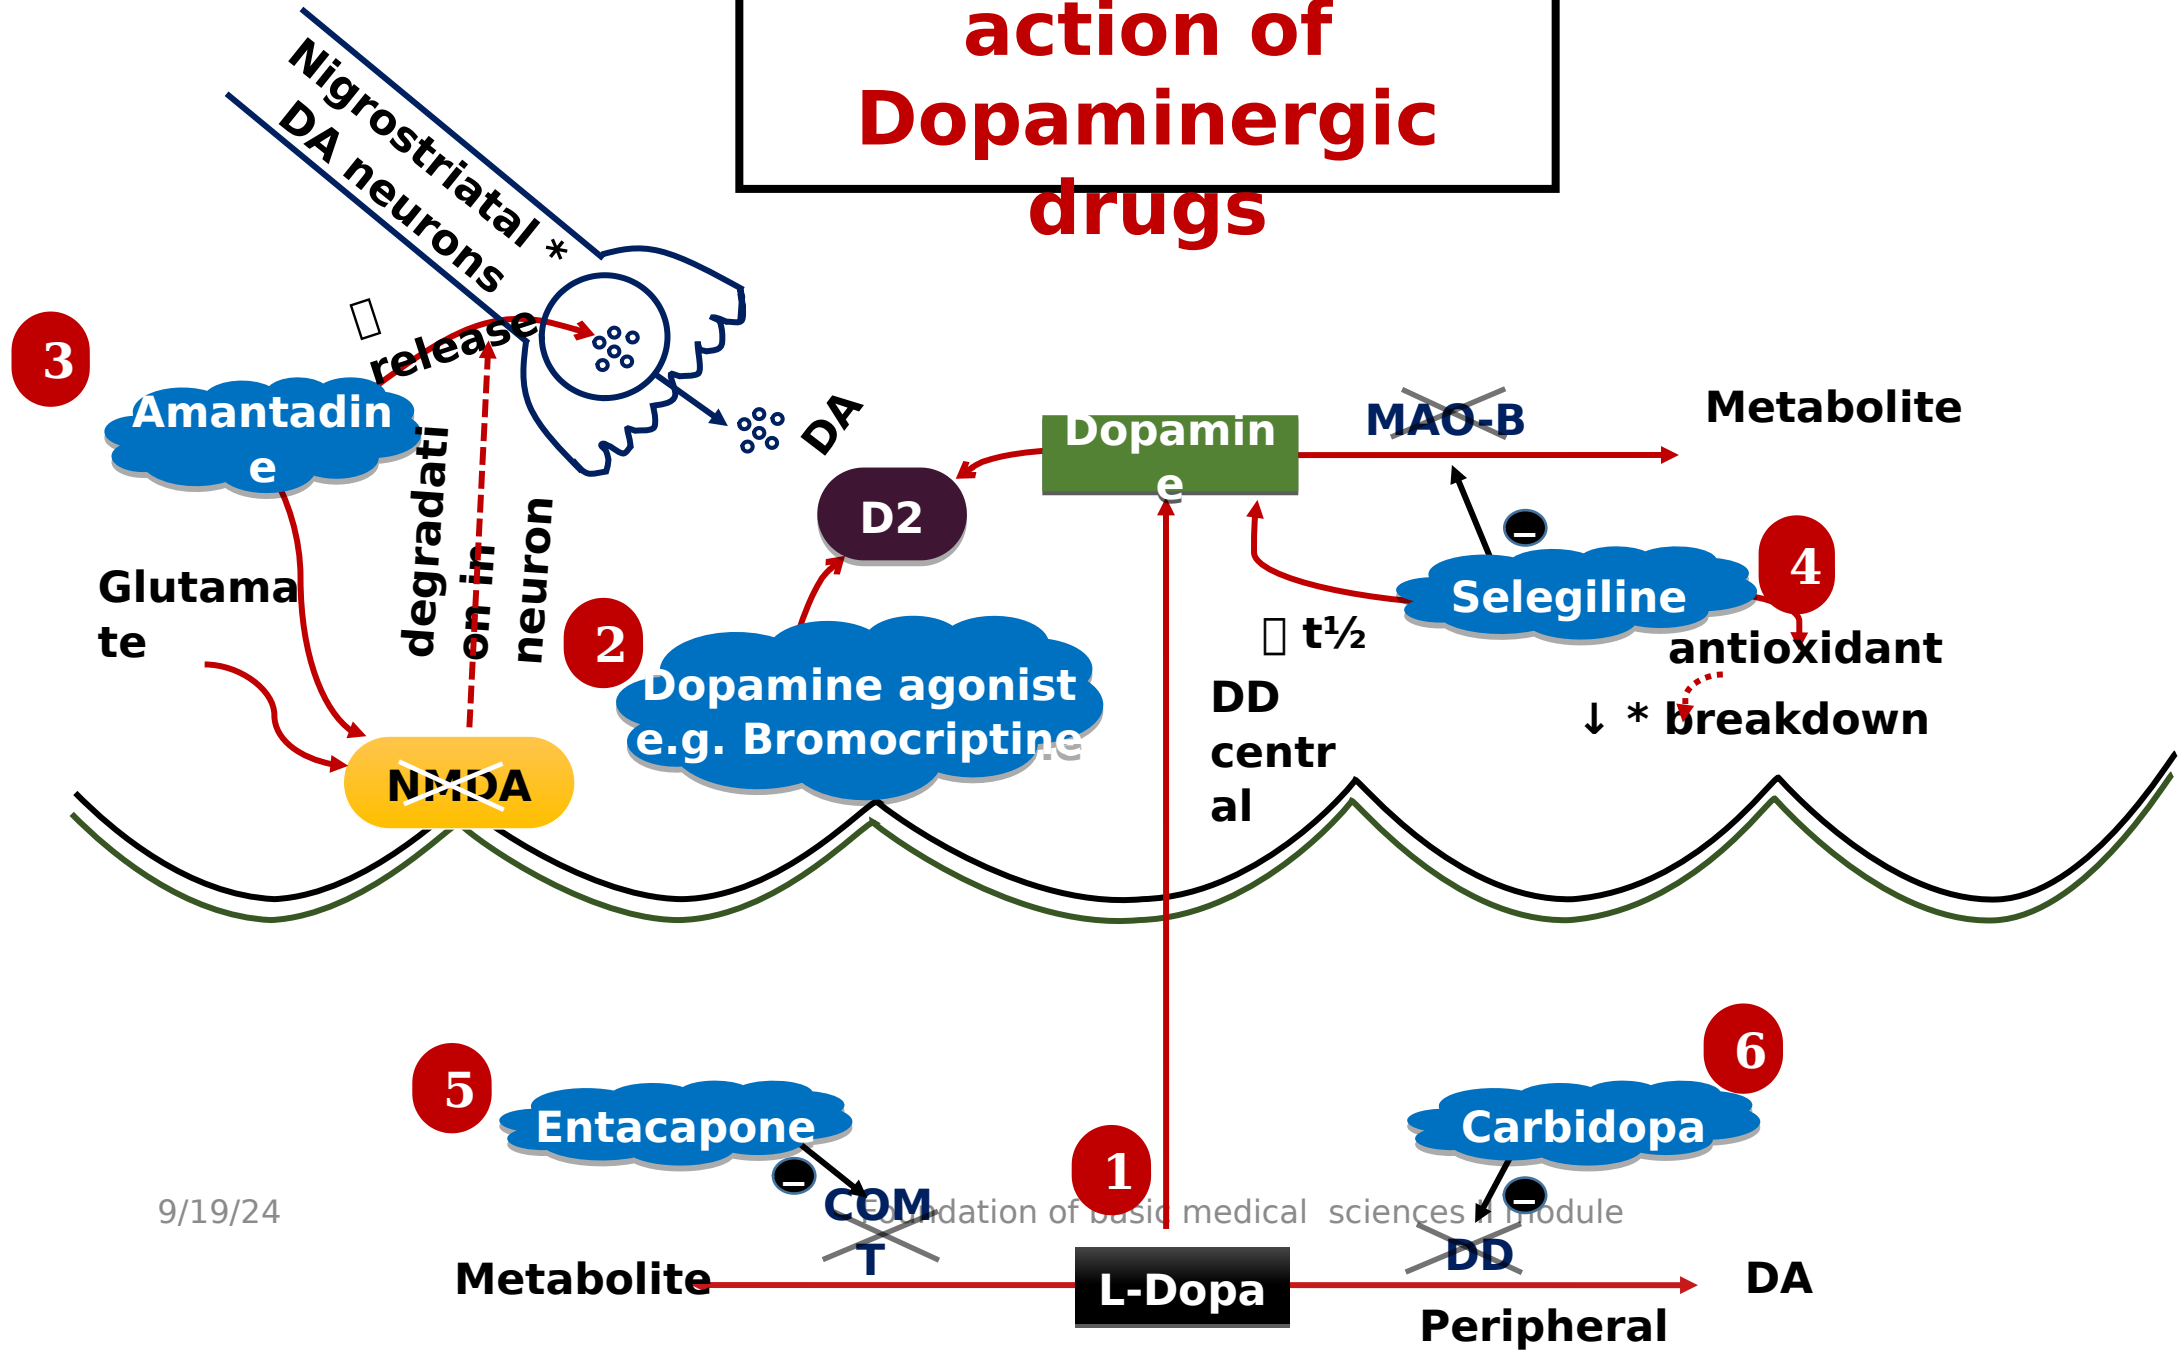 action of
Dopaminergic
drugs
Nigrostriatal *
DA neurons
release
3
Amantadin
e
degradati
on in
neuron
DA
Dopamin
e
MAO-B
Metabolite
D2
4
Selegiline
Glutama
te
2
t½
antioxidant
Dopamine agonist
e.g. Bromocriptine
DD
centr
al
↓ * breakdown
NMDA
6
5
Entacapone
Carbidopa
1
COM
T
9/19/24
Foundation of basic medical sciences II module
DD
Metabolite
L-Dopa
DA
Peripheral